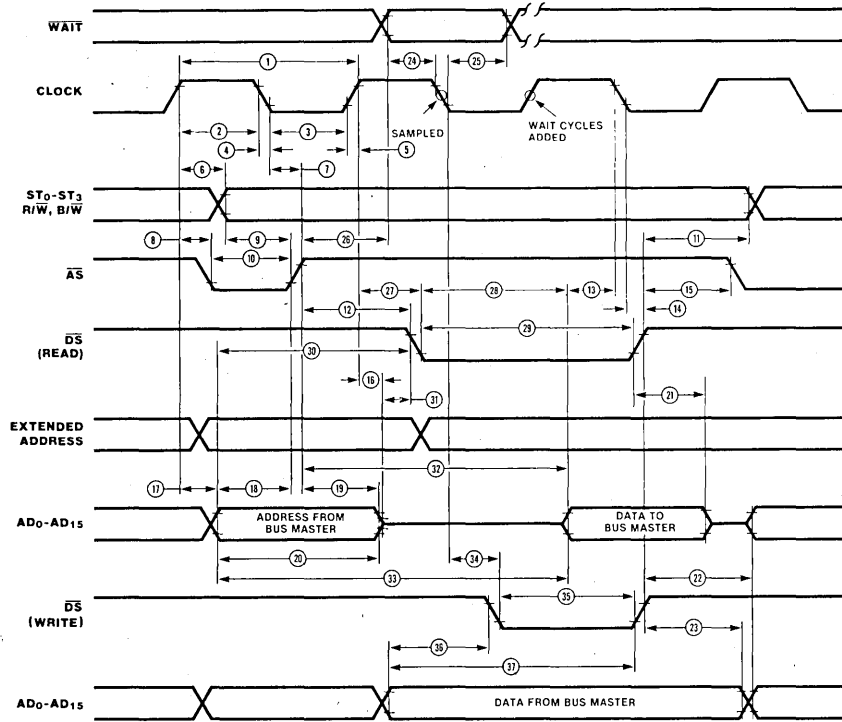 WAIT
24
25
1
CLOCK
SAMPLED
WAIT CYCLES
ADDED
2
3
4
5
6
7
ST0-ST3
R/W, B/W
8
9
26
11
10
AS
27
28
13
15
12
14
DS
(READ)
29
30
16
31
21
EXTENDED
ADDRESS
32
17
18
19
AD0-AD15
ADDRESS FROM
BUS MASTER
DATA TO
BUS MASTER
20
34
33
22
DS
(WRITE)
35
23
36
37
AD0-AD15
DATA FROM BUS MASTER